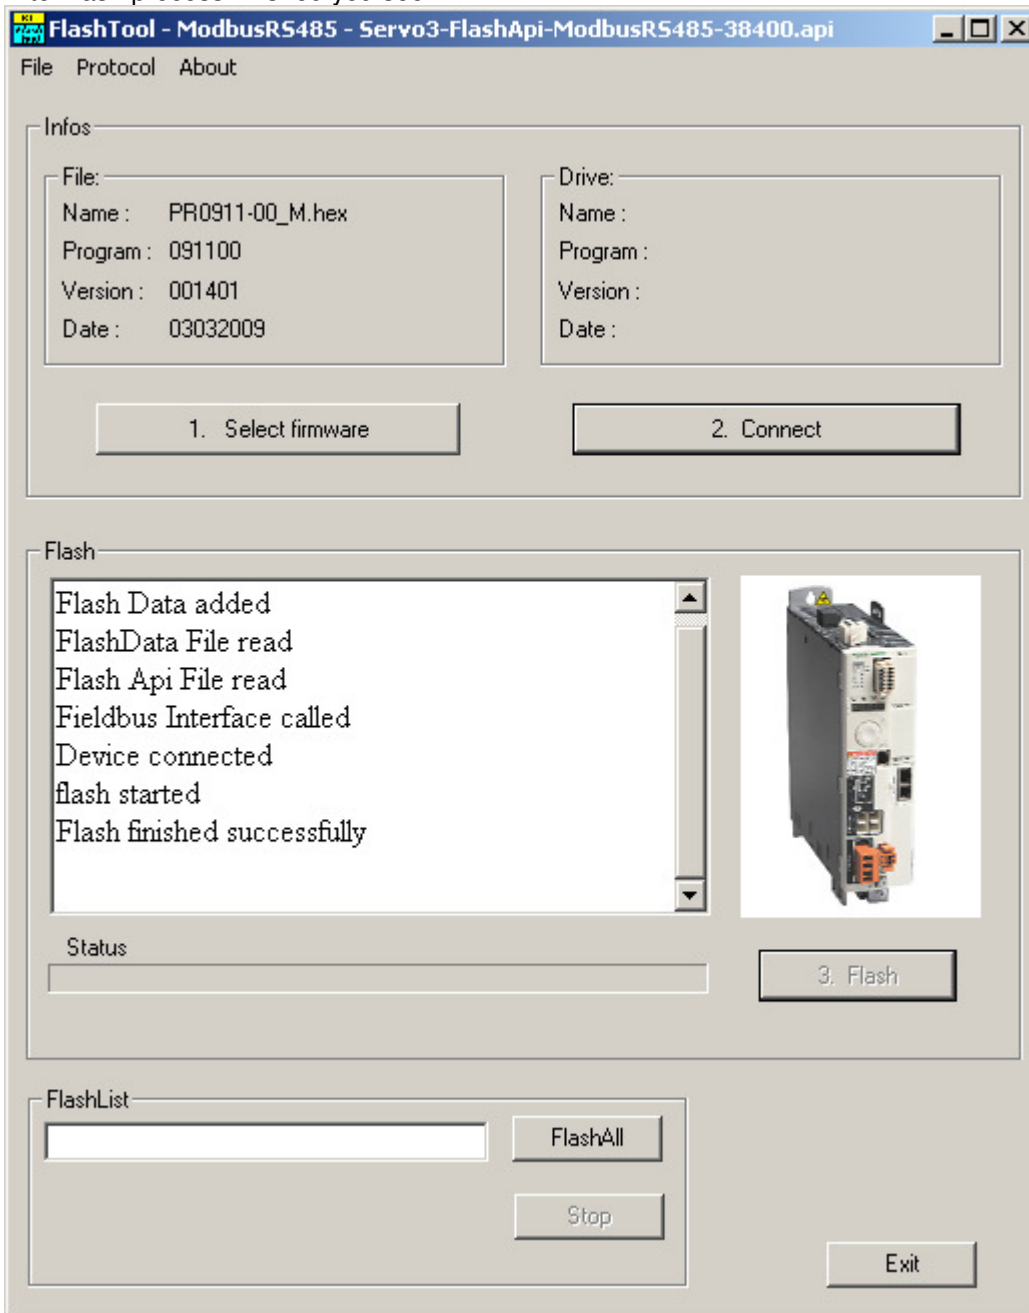 FlashTool - ModbusRS485 - Servo3-FlashApi-ModbusRS485-38400.api
File Protocol About
Infos
File:
Name : PR0911-00_M.hex
Program : 091100
Version : 001401
Date : 03032009
Drive:
Name :
Program :
Version :
Date :
1. Select firmware
2. Connect
Flash
Flash Data added
FlashData File read
Flash Api File read
Fieldbus Interface called
Device connected
flash started
Flash finished successfully
Status
3. Flash
FlashList
FlashAll
Stop
Exit